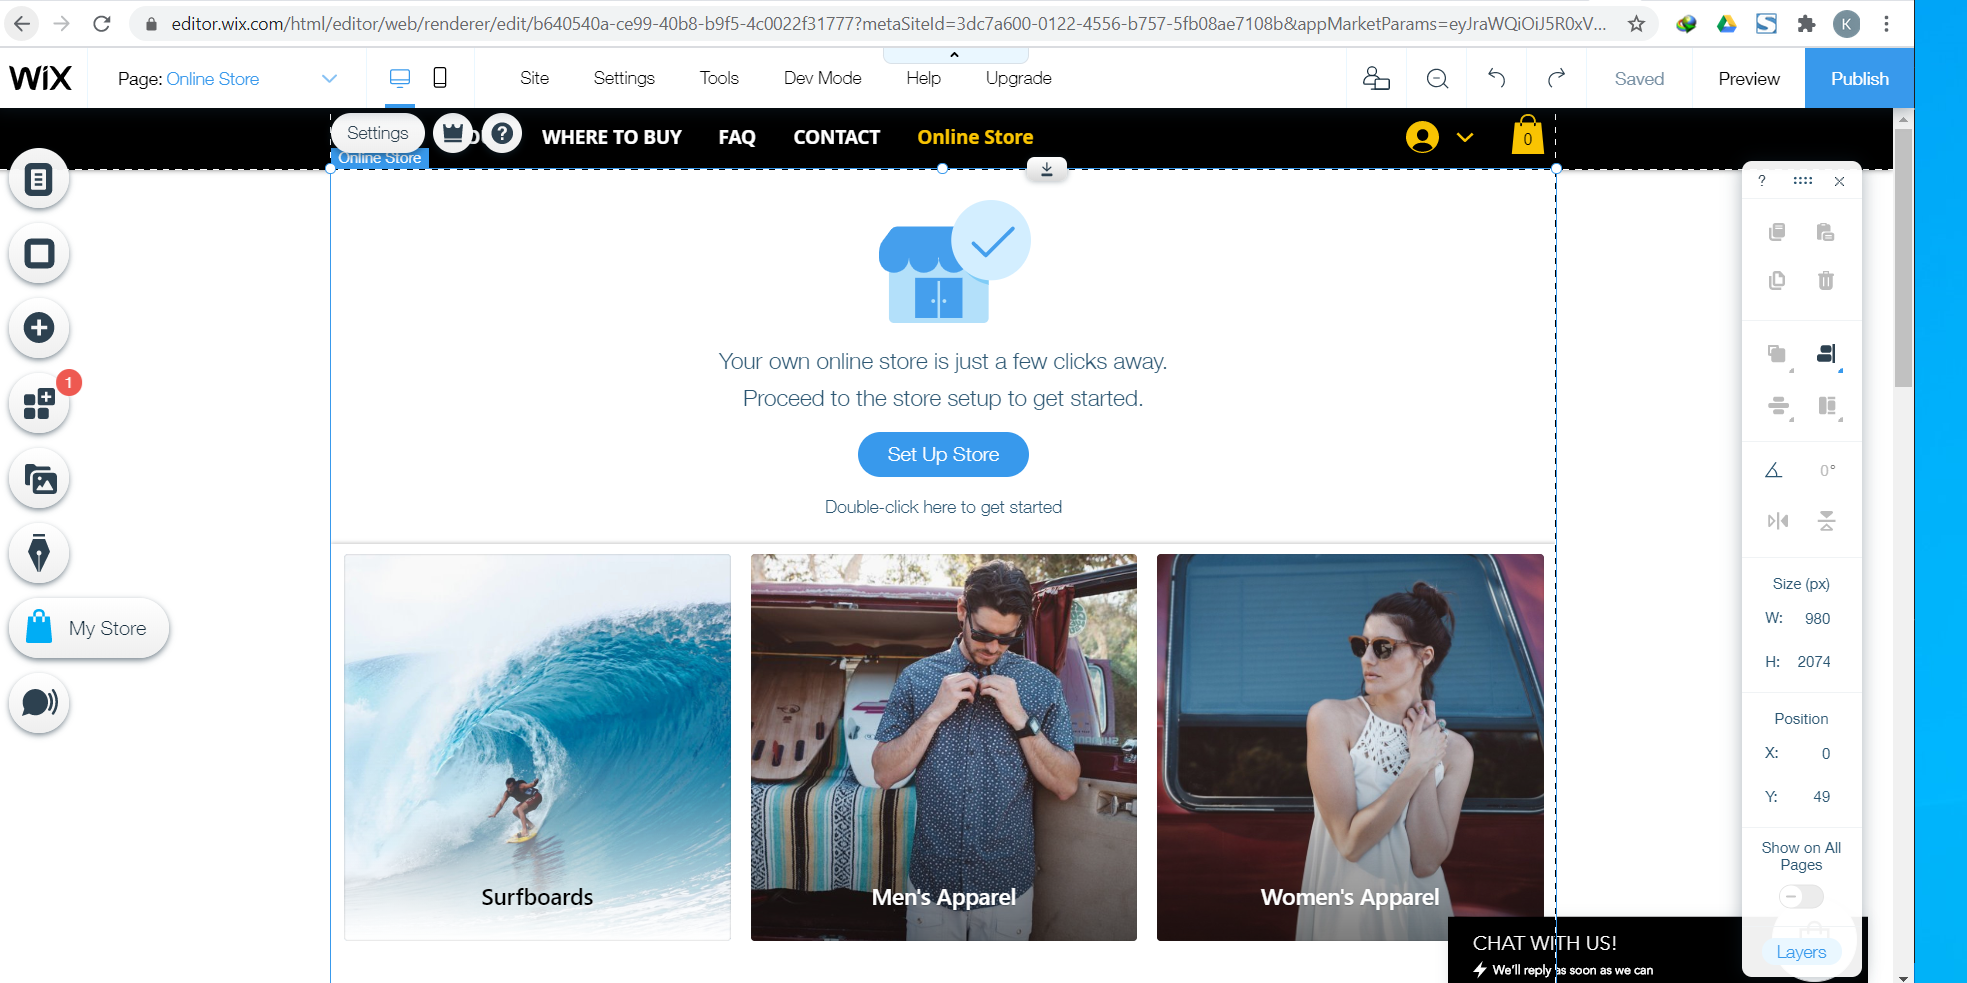 editor.wix.com/html/editor/web/renderer/edit/b640540a-ce99-40b8-b9f5-4c0022f31777?metaSiteId=3dc7a600-0122-4556-b757-5fb08ae7108b&appMarketParams=eyJraWQiOiJ5R0xV...
K
WiX
Page: Online Store
Site
Settings
Tools
Dev Mode
Help
Upgrade
Saved
Preview
Publish
Settings
?
WHERE TO BUY
FAQ
CONTACT
Online Store
0
Online Store
?
Your own online store is just a few clicks away.
Proceed to the store setup to get started.
Set Up Store
Double-click here to get started
1
My Store
0°
Size (px)
W: 980
H: 2074
Position
X: 0
Y: 49
Show on All
Pages
Layers
Surfboards
Men's Apparel
Women's Apparel
CHAT WITH US!
We'll reply as soon as we can